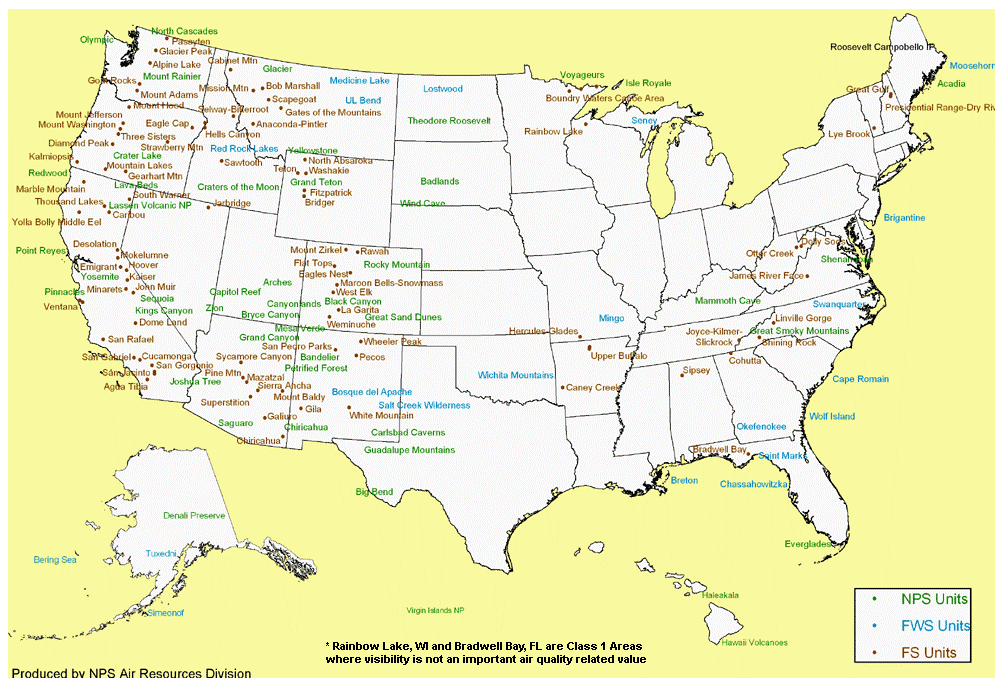 North Cascades
Olympic
Pasayten
Glacier Peak
Alpine Lake
Cabinet Mtn
Glacier
Goat Rocks
Mount Rainier
Mission Mtn
Bob Marshall
Medicine Lake
Lostwood
Voyageurs
Isle Royale
Roosevelt Campobello IP
Moosehorn
Acadia
Great Gulf
Presidential Range-Dry Riv
Mount Adams
Scapegoat
UL Bend
Boundry Waters Canoe Area
Mount Hood
Selway-Bitterroot
Gates of the Mountains
Mount Jefferson
Mount Washington
Eagle Cap
Anaconda-Pintler
Theodore Roosevelt
Seney
Rainbow Lake
Lye Brook
Three Sisters
Hells Canyon
Diamond Peak
Strawberry Mtn
Red Rock Lakes
Yellowstone
Kalmiopsis
Crater Lake
Sawtooth
North Absaroka
Mountain Lakes
Teton
Washakie
Redwood
Gearhart Mtn
Grand Teton
Badlands
Marble Mountain
Lava Beds
Craters of the Moon
Fitzpatrick
South Warner
Thousand Lakes
Lassen Volcanic NP
Jarbridge
Bridger
Wind Cave
Caribou
Yolla Bolly Middle Eel
Brigantine
Desolation
Point Reyes
Mokelumne
Mount Zirkel
Rawah
Dolly Sods
Otter Creek
Shenandoah
Emigrant
Hoover
Flat Tops
Rocky Mountain
Yosemite
Kaiser
Eagles Nest
James River Face
Pinnacles
Minarets
John Muir
Arches
Maroon Bells-Snowmass
Capitol Reef
West Elk
Ventana
Sequoia
Canyonlands
Black Canyon
Mammoth Cave
Swanquarter
Kings Canyon
Zion
Bryce Canyon
La Garita
Great Sand Dunes
Mingo
Linville Gorge
Dome Land
Weminuche
Mesa Verde
Hercules-Glades
Joyce-Kilmer-
Slickrock
Great Smoky Mountains
San Rafael
Grand Canyon
Wheeler Peak
Shining Rock
San Pedro Parks
San Gabriel
Cucamonga
Sycamore Canyon
Bandelier
Pecos
Upper Buffalo
Cohutta
San Gorgonio
Petrified Forest
San Jacinto
Pine Mtn
Mazatzal
Wichita Mountains
Sipsey
Agua Tibia
Joshua Tree
Sierra Ancha
Bosque del Apache
Caney Creek
Cape Romain
Superstition
Mount Baldy
Salt Creek Wilderness
Gila
White Mountain
Wolf Island
Saguaro
Galiuro
Chiricahua
Carlsbad Caverns
Okefenokee
Chiricahua
Guadalupe Mountains
Bradwell Bay
Saint Marks
Big Bend
Breton
Chassahowitzka
Denali Preserve
Everglades
Bering Sea
Tuxedni
Simeonof
Virgin Islands NP
Haleakala
Hawaii Volcanoes
NPS Units
FWS Units
FS Units
* Rainbow Lake, WI and Bradwell Bay, FL are Class 1 Areas
where visibility is not an important air quality related value
Produced by NPS Air Resources Division